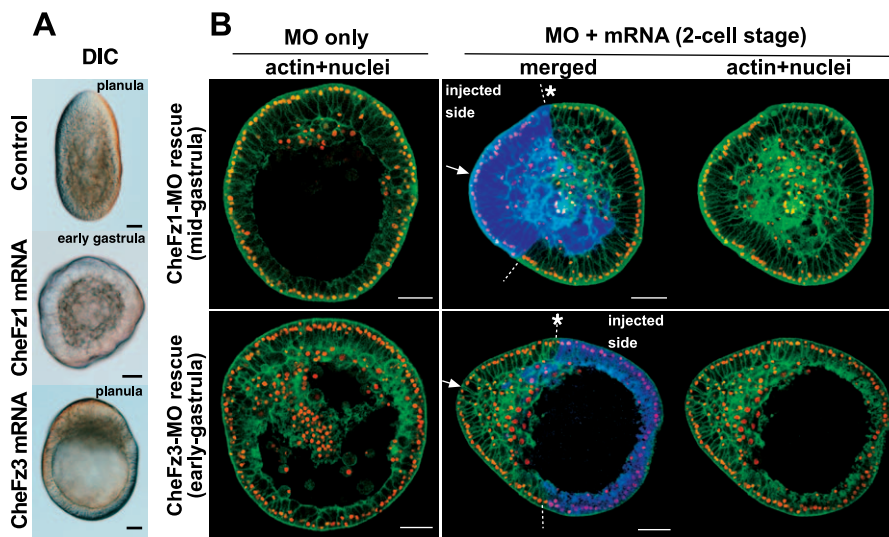 A
DIC
planula
Control
early gastrula
CheFz1 mRNA
planula
CheFz3 mRNA
B
MO only
MO + mRNA (2-cell stage)
actin+nuclei
merged
actin+nuclei
CheFz1-MO rescue
(mid-gastrula)
injected
side
*
CheFz3-MO rescue
(early-gastrula)
*
injected
side